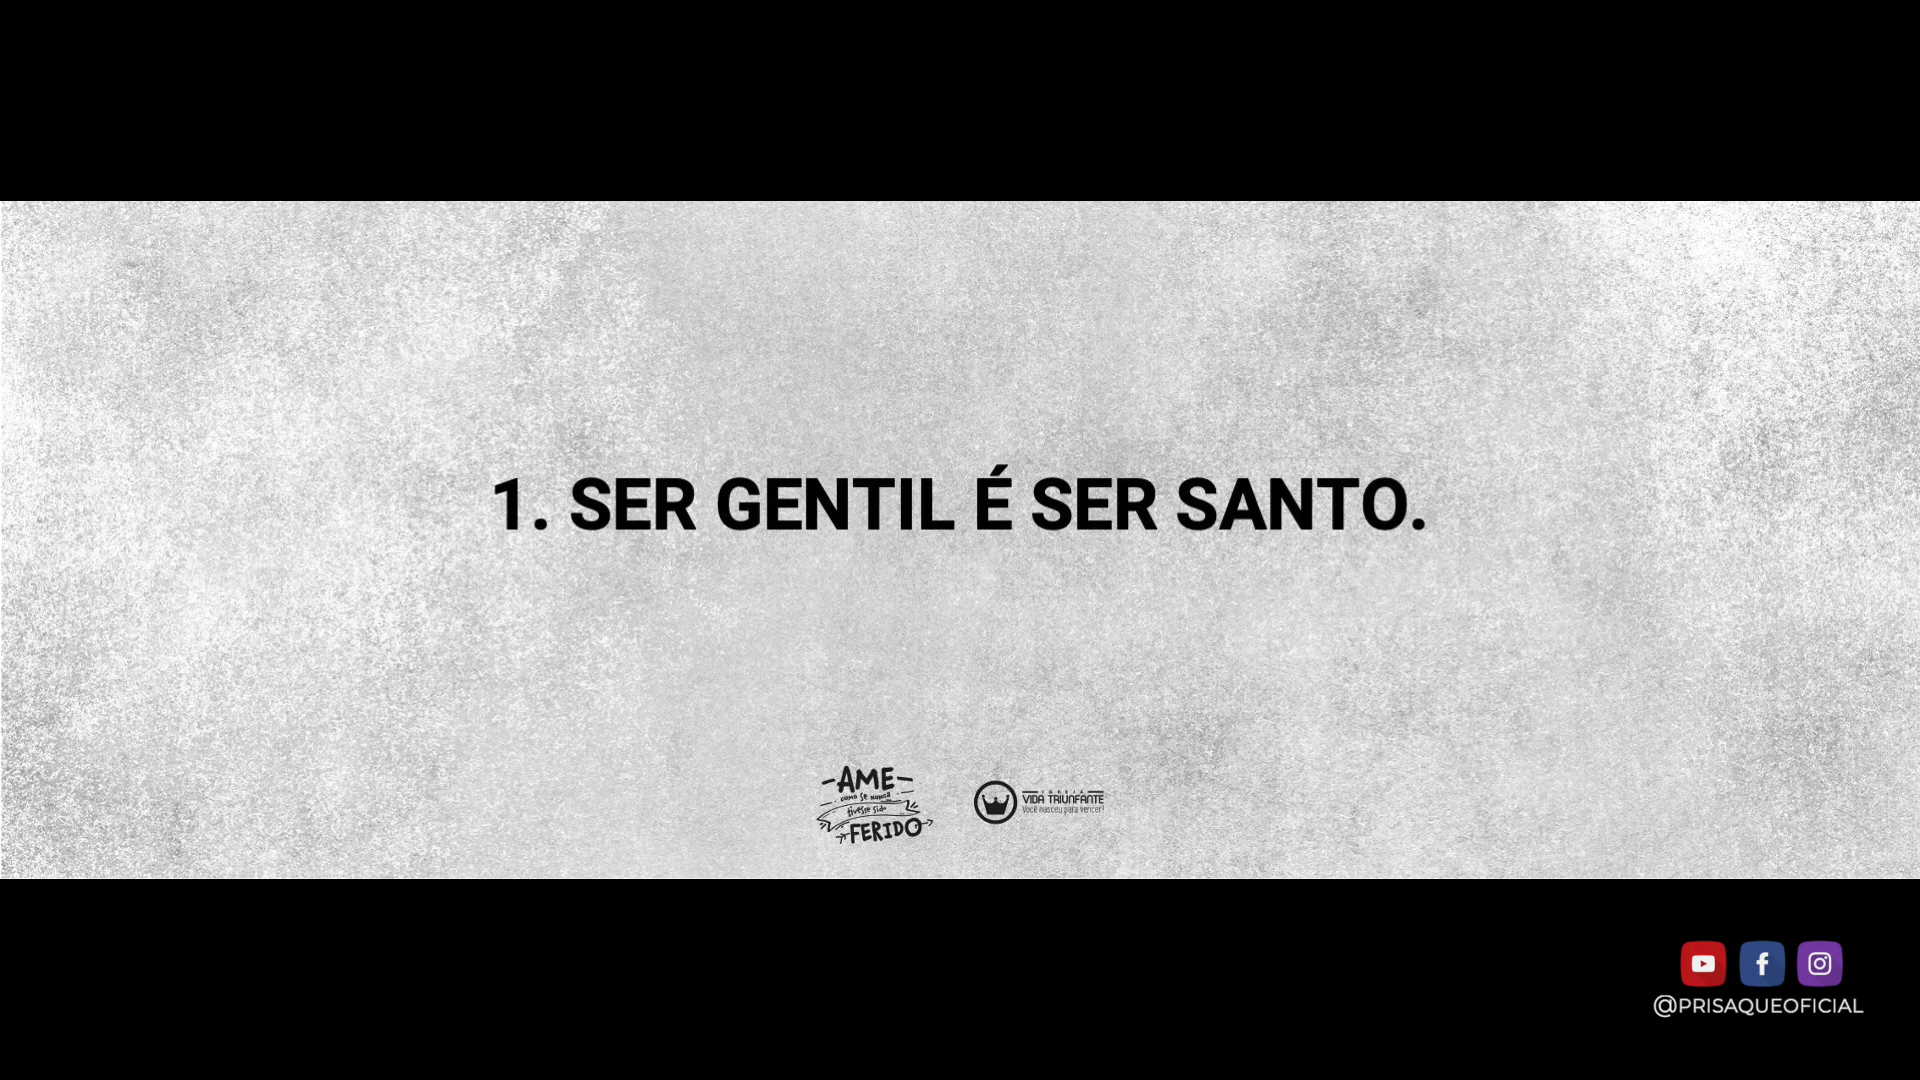 1. SER GENTIL É SER SANTO.
AME
COMO SE NUNCA
tivesse sido
FERIDO
IGREJA
VIDA TRIUNFANTE
Você nasceu para vencer!
@PRISAQUEOFICIAL